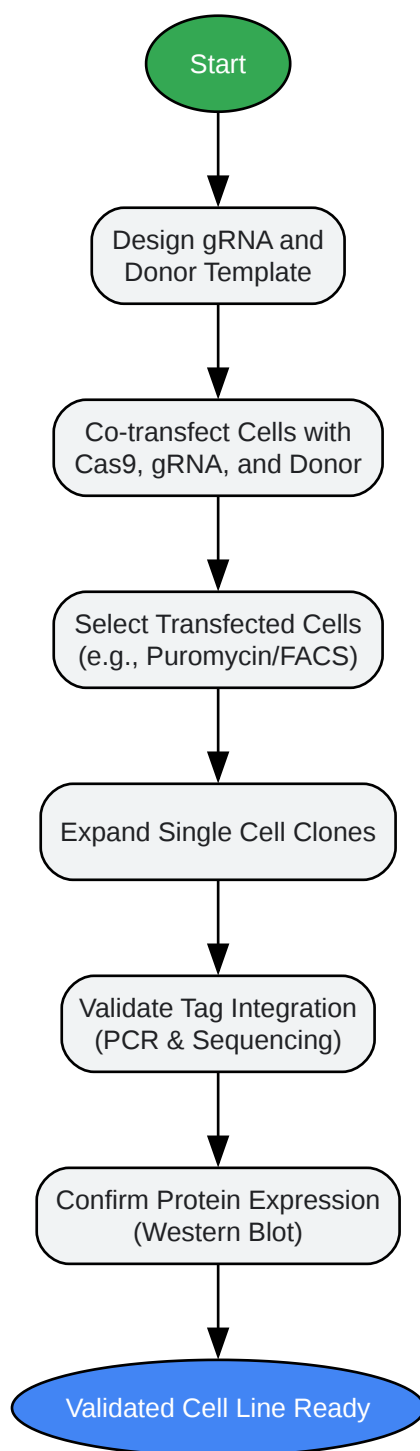 Start
Design gRNA and
Donor Template
Co-transfect Cells with
Cas9, gRNA, and Donor
Select Transfected Cells
(e.g., Puromycin/FACS)
Expand Single Cell Clones
Validate Tag Integration
(PCR & Sequencing)
Confirm Protein Expression
(Western Blot)
Validated Cell Line Ready